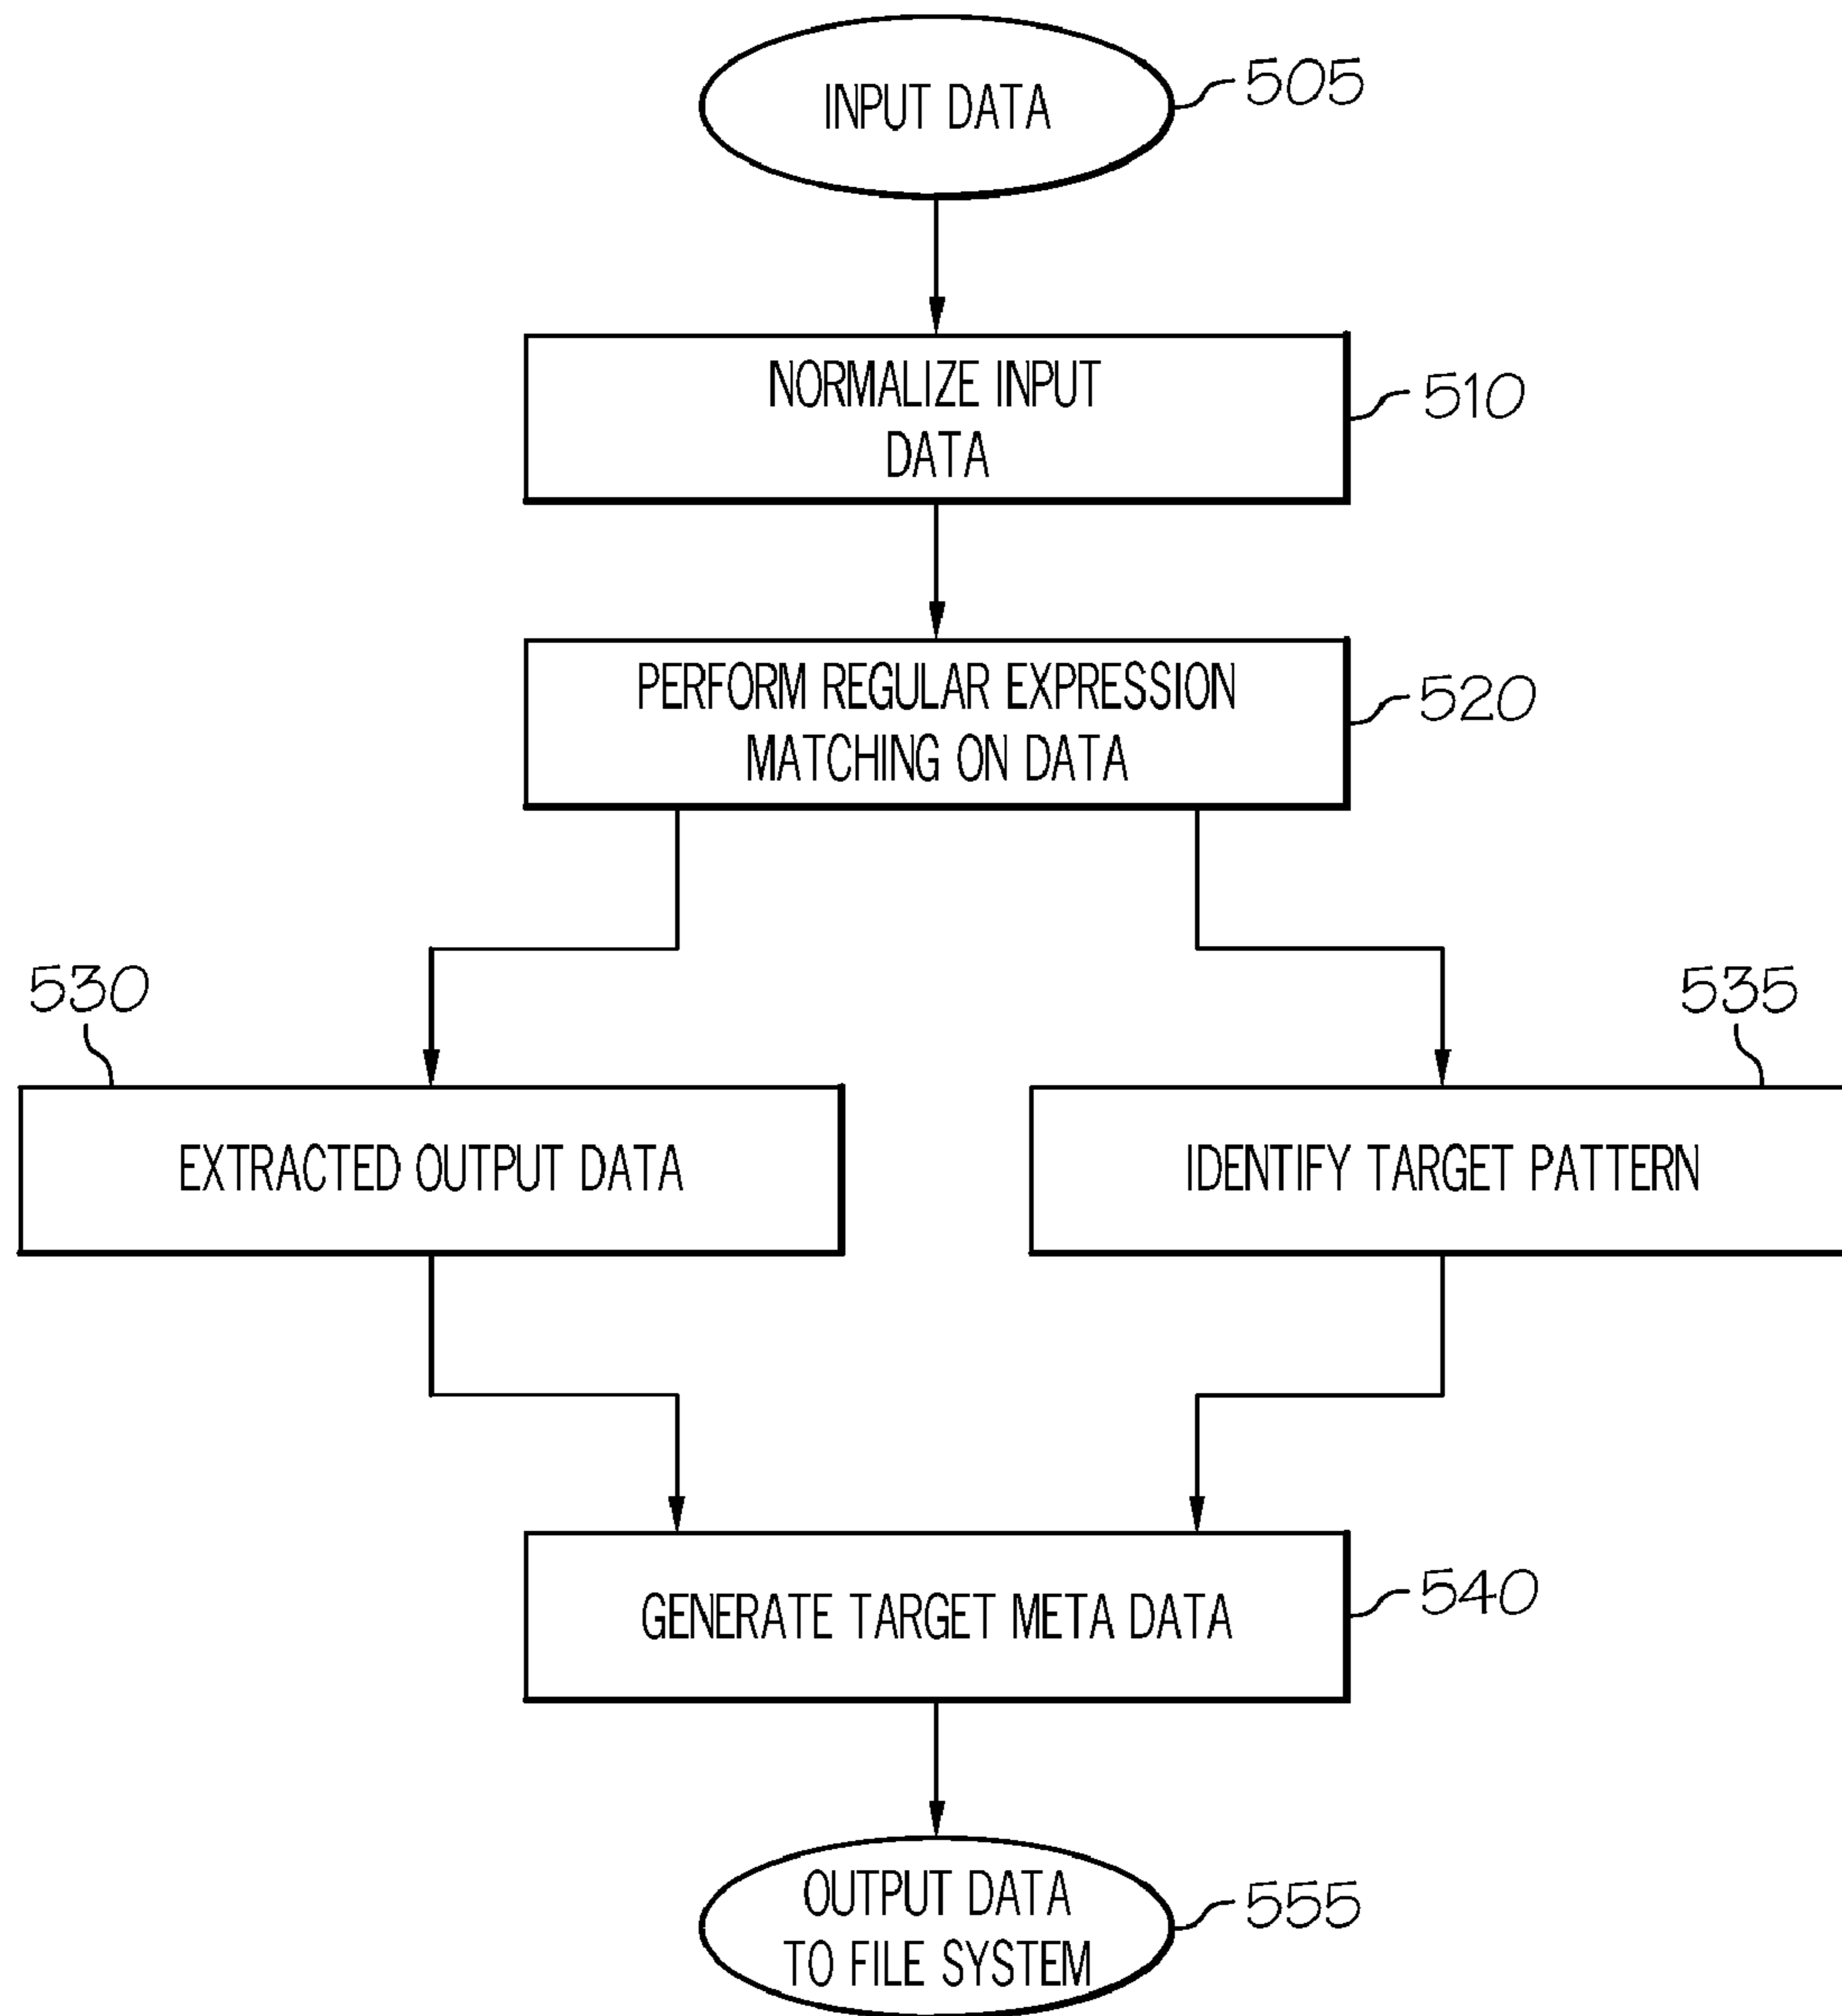 INPUT DATA
505
NORMALIZE INPUT
DATA
510
PERFORM REGULAR EXPRESSION
MATCHING ON DATA
520
530
535
EXTRACTED OUTPUT DATA
IDENTIFY TARGET PATTERN
GENERATE TARGET META DATA
540
OUTPUT DATA
TO FILE SYSTEM
555